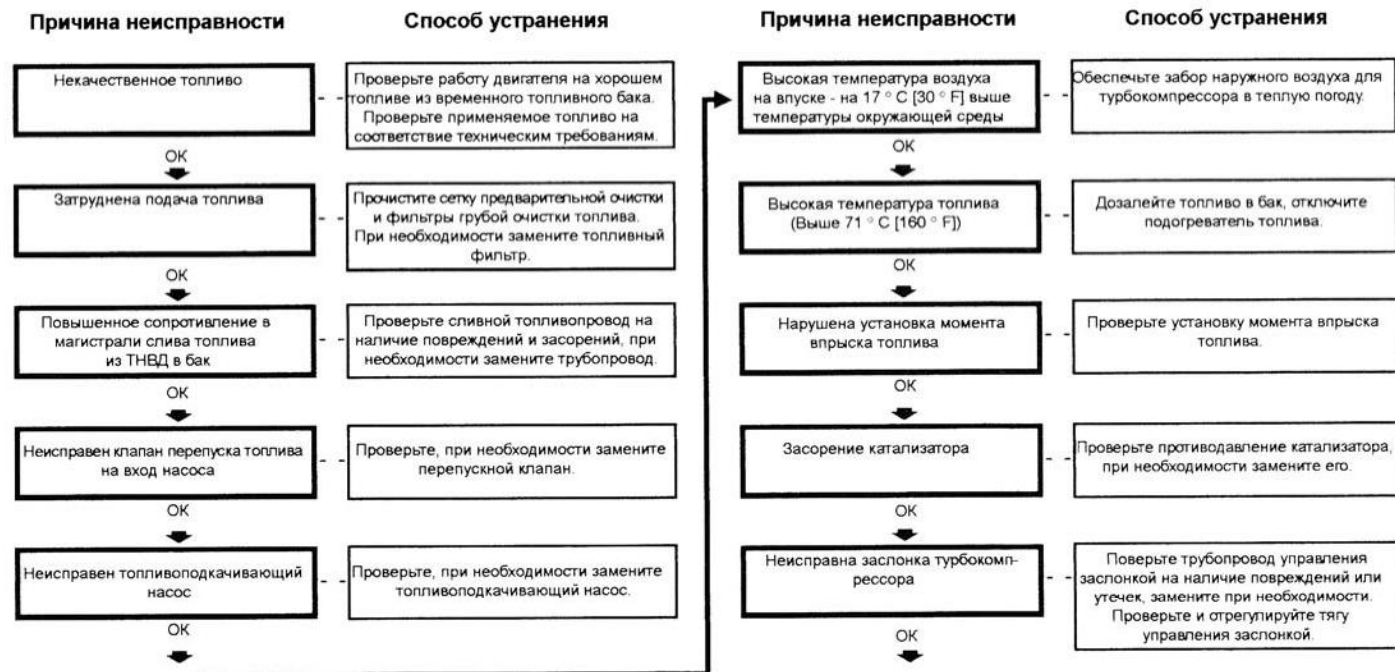 Причина неисправности
Способ устранения
Некачественное топливо
Проверьте работу двигателя на хорошем
топливе из временного топливного бака.
Проверьте применяемое топливо на
соответствие техническим требованиям.
OK
Затруднена подача топлива
Прочистите сетку предварительной очистки
и фильтры грубой очистки топлива.
При необходимости замените топливный
фильтр.
OK
Повышенное сопротивление в
магистрали слива топлива
из ТНВД в бак
Проверьте сливной топливопровод на
наличие повреждений и засорений, при
необходимости замените трубопровод.
OK
Неисправен клапан перепуска топлива
на вход насоса
Проверьте, при необходимости замените
перепускной клапан.
OK
Неисправен топливоподкачивающий
насос
Проверьте, при необходимости замените
топливоподкачивающий насос.
OK
Причина неисправности
Способ устранения
Высокая температура воздуха
на впуске - на 17 ° C [30 ° F] выше
температуры окружающей среды
Обеспечьте забор наружного воздуха для
турбокомпрессора в теплую погоду.
OK
Высокая температура топлива
(Выше 71 ° C [160 ° F])
Дозалейте топливо в бак, отключите
подогреватель топлива.
OK
Нарушена установка момента
впрыска топлива
Проверьте установку момента впрыска
топлива.
OK
Засорение катализатора
Проверьте противодавление катализатора,
при необходимости замените его.
OK
Неисправна заслонка турбокомп-
рессора
Поверьте трубопровод управления
заслонкой на наличие повреждений или
утечек, замените при необходимости.
Проверьте и отрегулируйте тягу
управления заслонкой.
OK